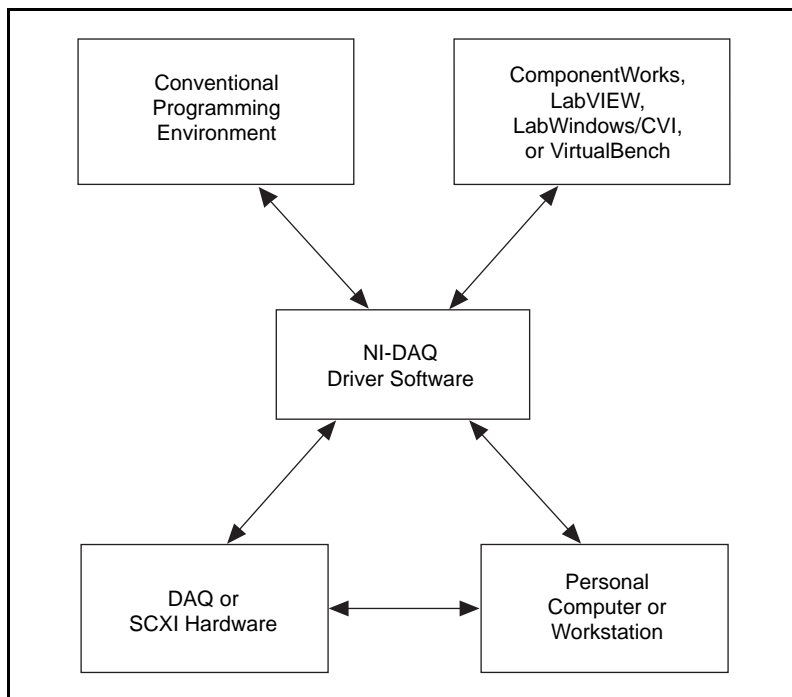 Conventional
Programming
Environment
ComponentWorks,
LabVIEW,
LabWindows/CVI,
or VirtualBench
NI-DAQ
Driver Software
DAQ or
SCXI Hardware
Personal
Computer or
Workstation